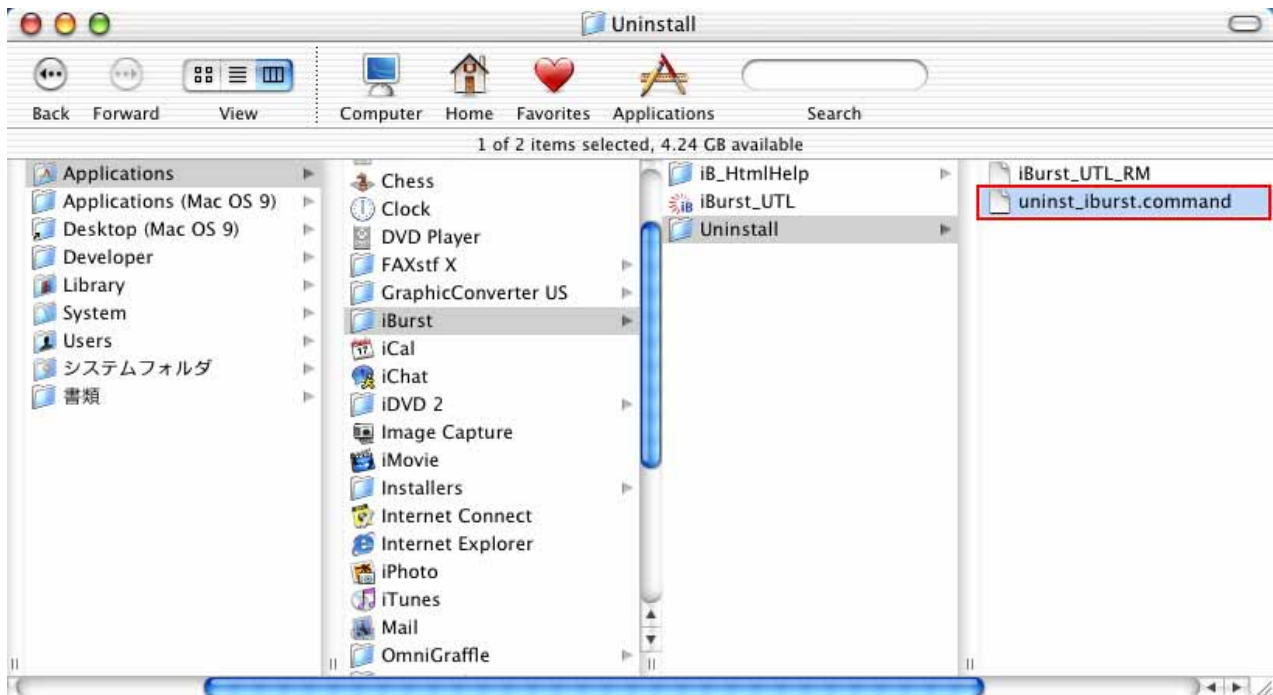 Uninstall
Back Forward View Computer Home Favorites Applications Search
1 of 2 items selected, 4.24 GB available
Applications
Applications (Mac OS 9)
Desktop (Mac OS 9)
Developer
Library
System
Users
システムフォルダ
書類
Chess
Clock
DVD Player
FAXstf X
GraphicConverter US
iBurst
iCal
iChat
iDVD 2
Image Capture
iMovie
Installers
Internet Connect
Internet Explorer
iPhoto
iTunes
Mail
OmniGraffle
iB_HtmlHelp
iBurst_UTL
Uninstall
iBurst_UTL_RM
uninst_iburst.command